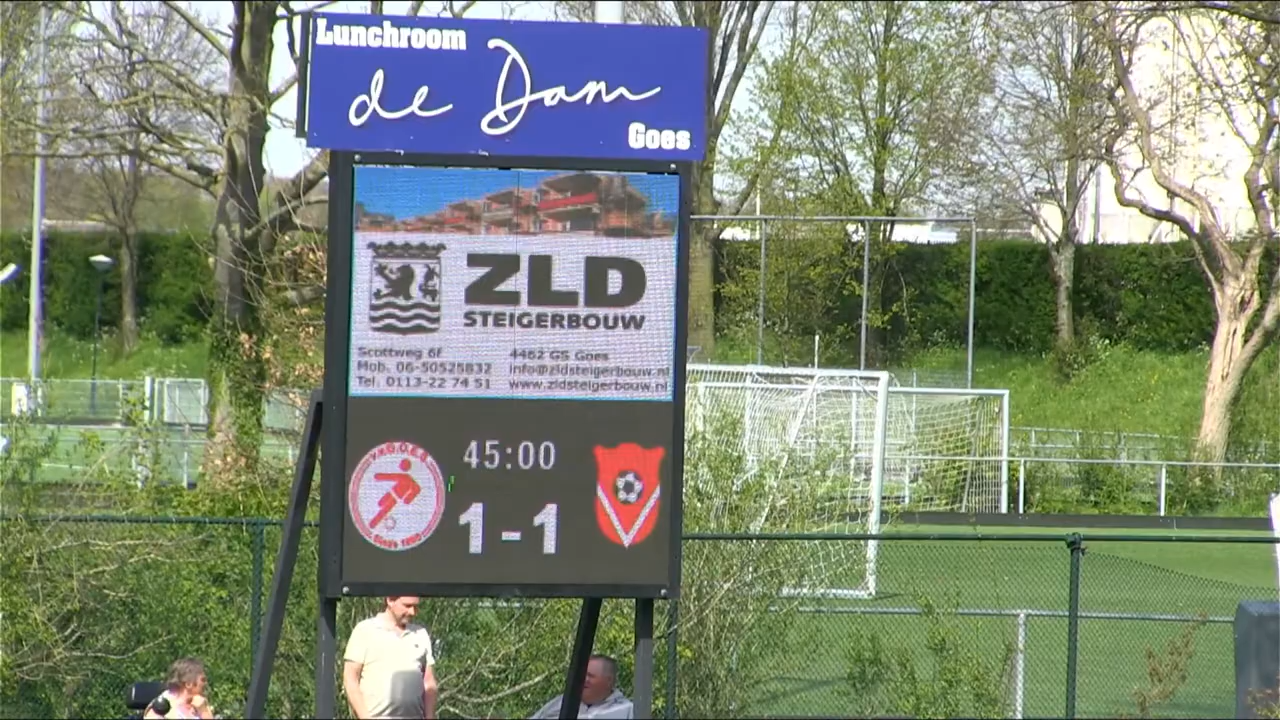 Lunchroom
de Dam
Goes
ZLD
STEIGERBOUW
Scottweg 6f
Mob. 06-50525832
Tel. 0113-22 74 51
4462 GS Goes
info@zldsteigerbouw.nl
www.zldsteigerbouw.nl
45:00
1-1